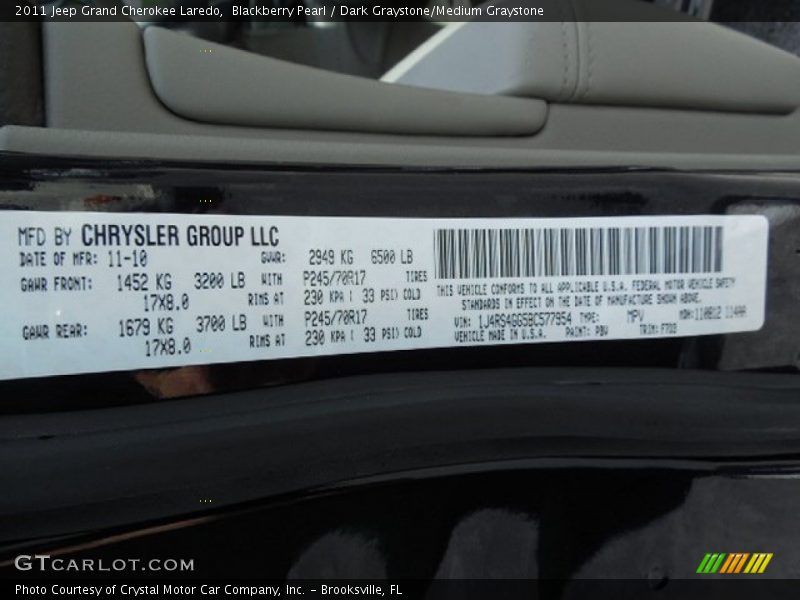 2011 Jeep Grand Cherokee Laredo, Blackberry Pearl / Dark Graystone/Medium Graystone
MFD BY CHRYSLER GROUP LLC
DATE OF MFR: 11-10 GVWR: 2949 KG 6500 LB
GAWR FRONT: 1452 KG 3200 LB WITH P245/70R17 TIRES
17X8.0 RIMS AT 230 KPA ( 33 PSI) COLD
GAWR REAR: 1679 KG 3700 LB WITH P245/70R17 TIRES
17X8.0 RIMS AT 230 KPA ( 33 PSI) COLD
THIS VEHICLE CONFORMS TO ALL APPLICABLE U.S.A. FEDERAL MOTOR VEHICLE SAFETY
STANDARDS IN EFFECT ON THE DATE OF MANUFACTURE SHOWN ABOVE.
VIN: 1J4RS4GG5BC577954 TYPE: MPV MDH:
VEHICLE MADE IN U.S.A. PAINT: PBV TRIM:
GTCARLOT.COM
Photo Courtesy of Crystal Motor Car Company, Inc. – Brooksville, FL